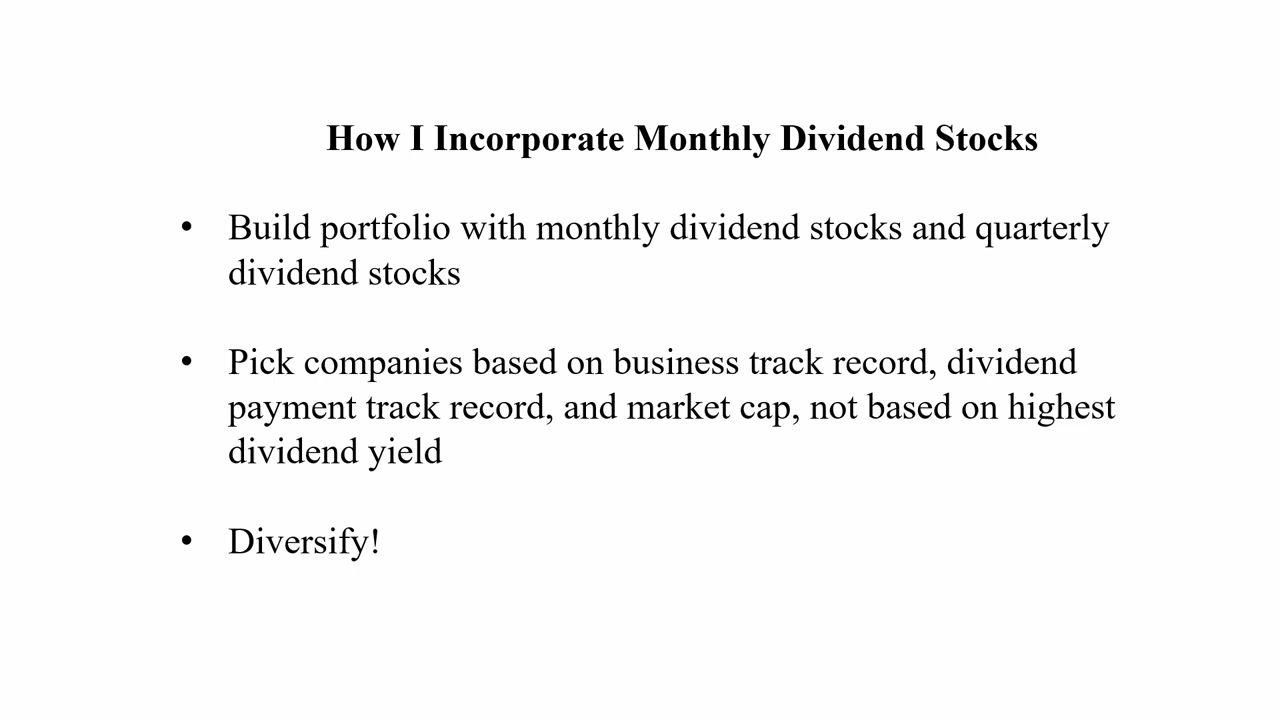 How I Incorporate Monthly Dividend Stocks
• Build portfolio with monthly dividend stocks and quarterly
dividend stocks
• Pick companies based on business track record, dividend
payment track record, and market cap, not based on highest
dividend yield
• Diversify!